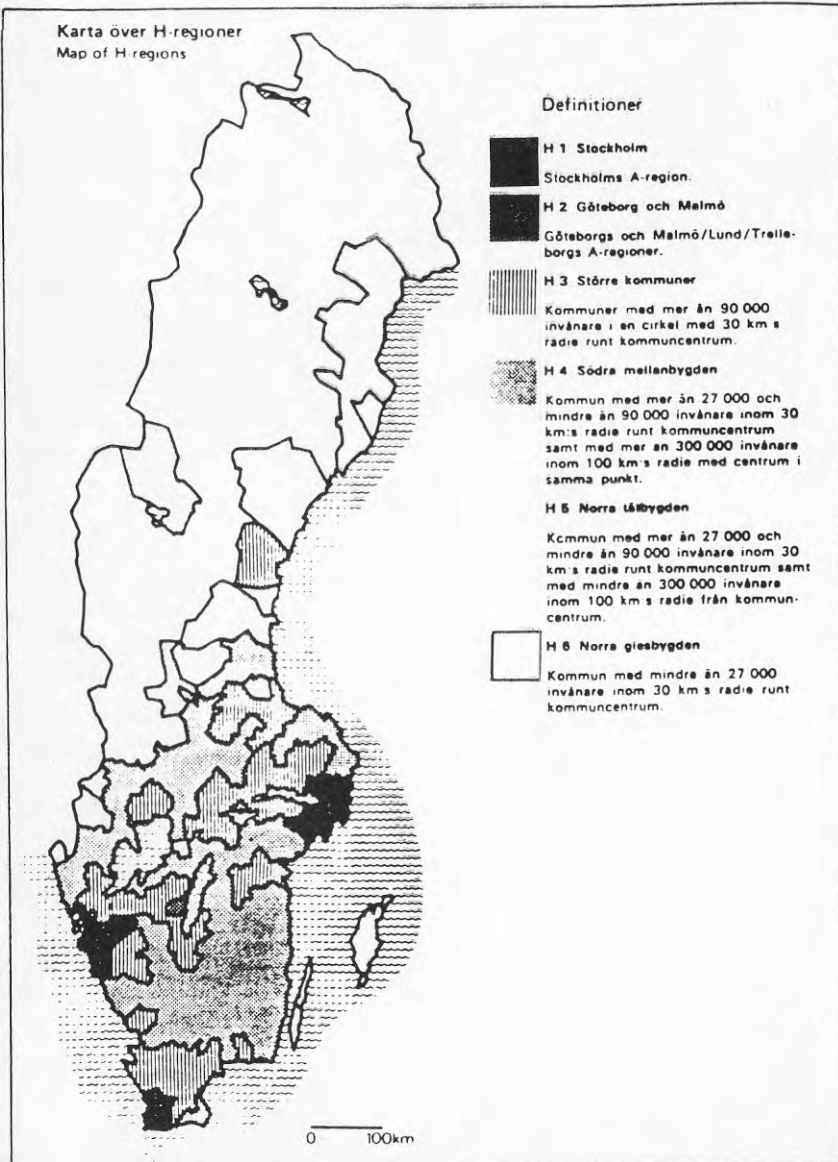 Karta över H-regioner
Map of H-regions
Definitioner
H 1 Stockholm
Stockholms A-region.
H 2 Göteborg och Malmö
Göteborgs och Malmö/Lund/Trelle-
borgs A-regioner.
H 3 Större kommuner
Kommuner med mer än 90 000
invånare i en cirkel med 30 km s
radie runt kommuncentrum.
H 4 Södra mellanbygden
Kommun med mer än 27 000 och
mindre än 90 000 invånare inom 30
km:s radie runt kommuncentrum
samt med mer än 300 000 invånare
inom 100 km's radie med centrum i
samma punkt.
H 5 Norra tätbygden
Kommun med mer än 27 000 och
mindre än 90 000 invånare inom 30
km s radie runt kommuncentrum samt
med mindre än 300 000 invånare
inom 100 km s radie från kommun-
centrum.
H 6 Norra glesbygden
Kommun med mindre än 27 000
invånare inom 30 km s radie runt
kommuncentrum.
0 100km